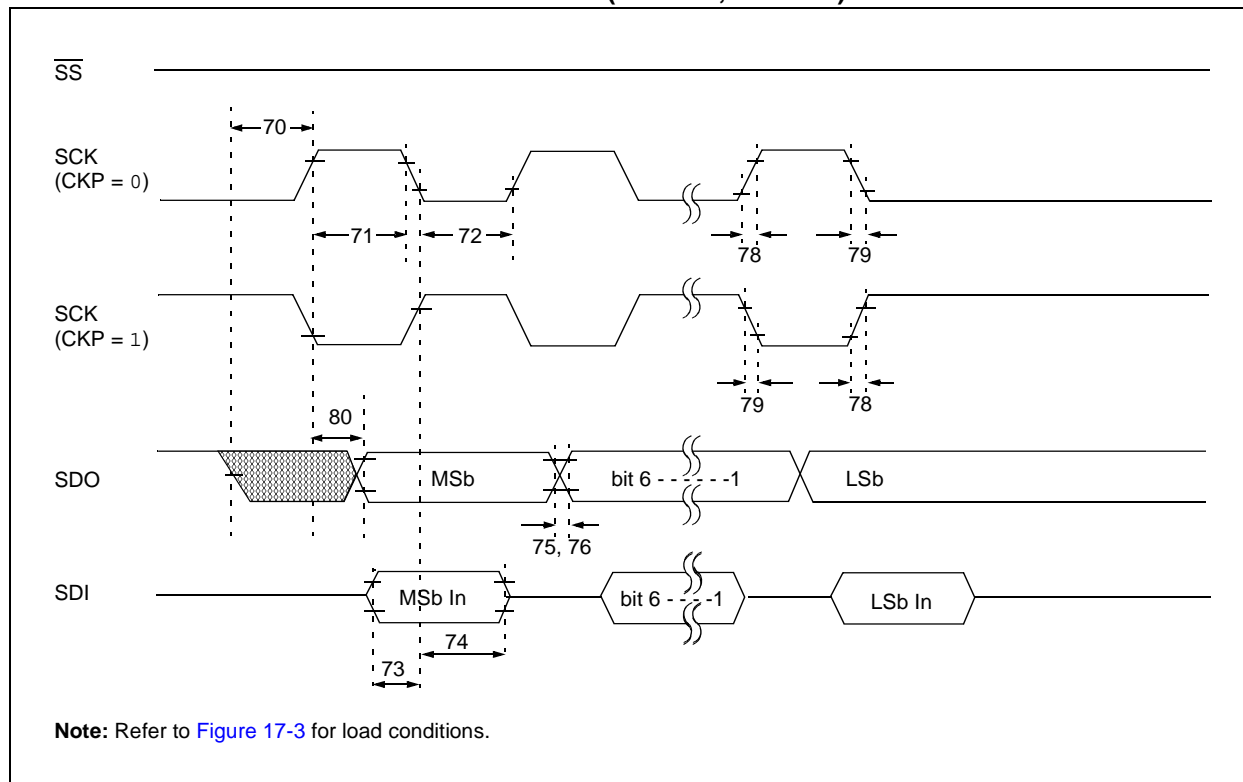 SS
70
SCK
(CKP = 0)
71
72
78
79
SCK
(CKP = 1)
79
78
80
SDO
MSb
bit 6 - - - - - -1
LSb
75, 76
SDI
MSb In
bit 6 - - - - -1
LSb In
74
73
Note: Refer to Figure 17-3 for load conditions.